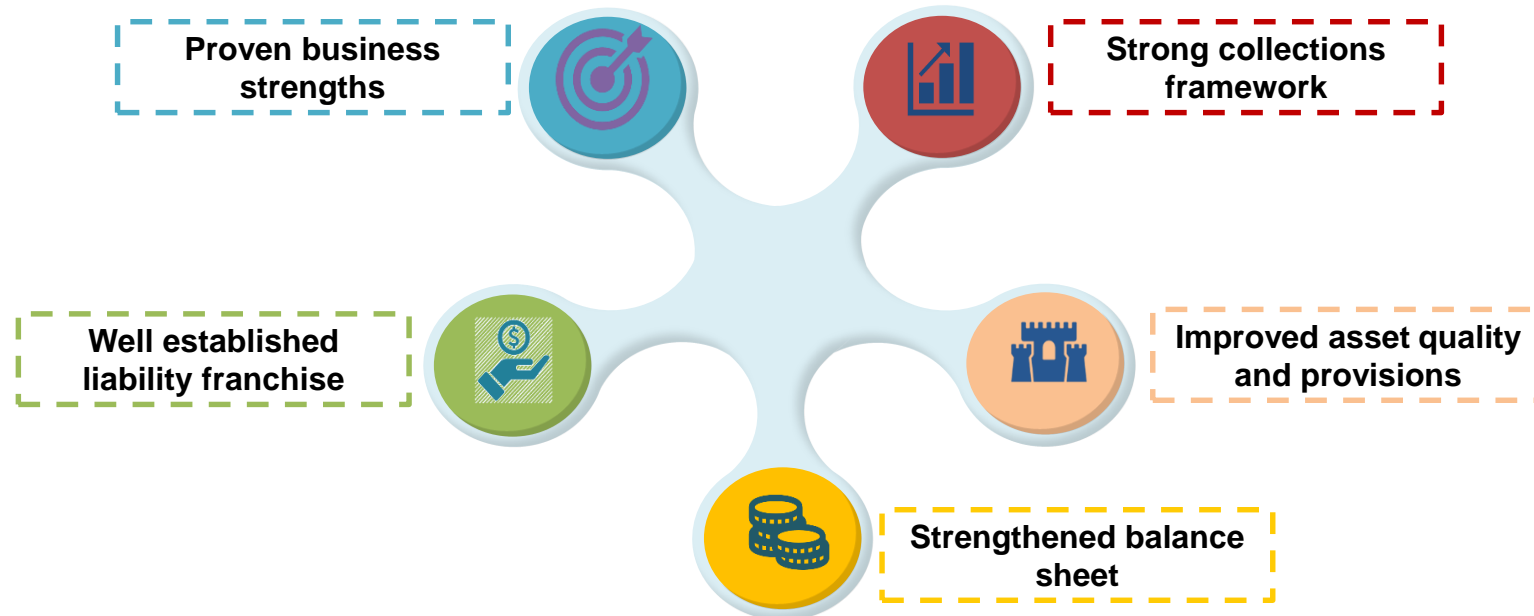 Proven business
strengths
Strong collections
framework
Well established
liability franchise
$
Improved asset quality
and provisions
Strengthened balance
sheet